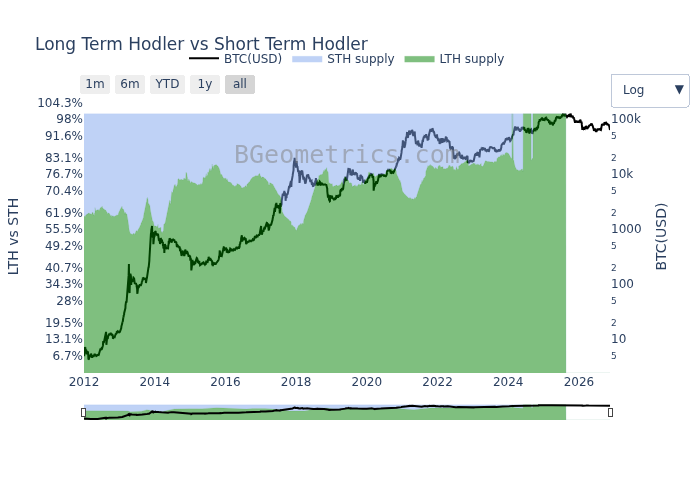 Long Term Hodler vs Short Term Hodler
BTC(USD) STH supply LTH supply
1m 6m YTD 1y all
Log ▼
104.3%
98%
91.6%
83.1%
76.7%
70.4%
61.9%
55.5%
49.2%
40.7%
34.3%
28%
19.5%
13.1%
6.7%
LTH vs STH
BGeometrics.com
100k
5
2
10k
5
2
1000
5
2
100
5
2
10
5
BTC(USD)
2012 2014 2016 2018 2020 2022 2024 2026